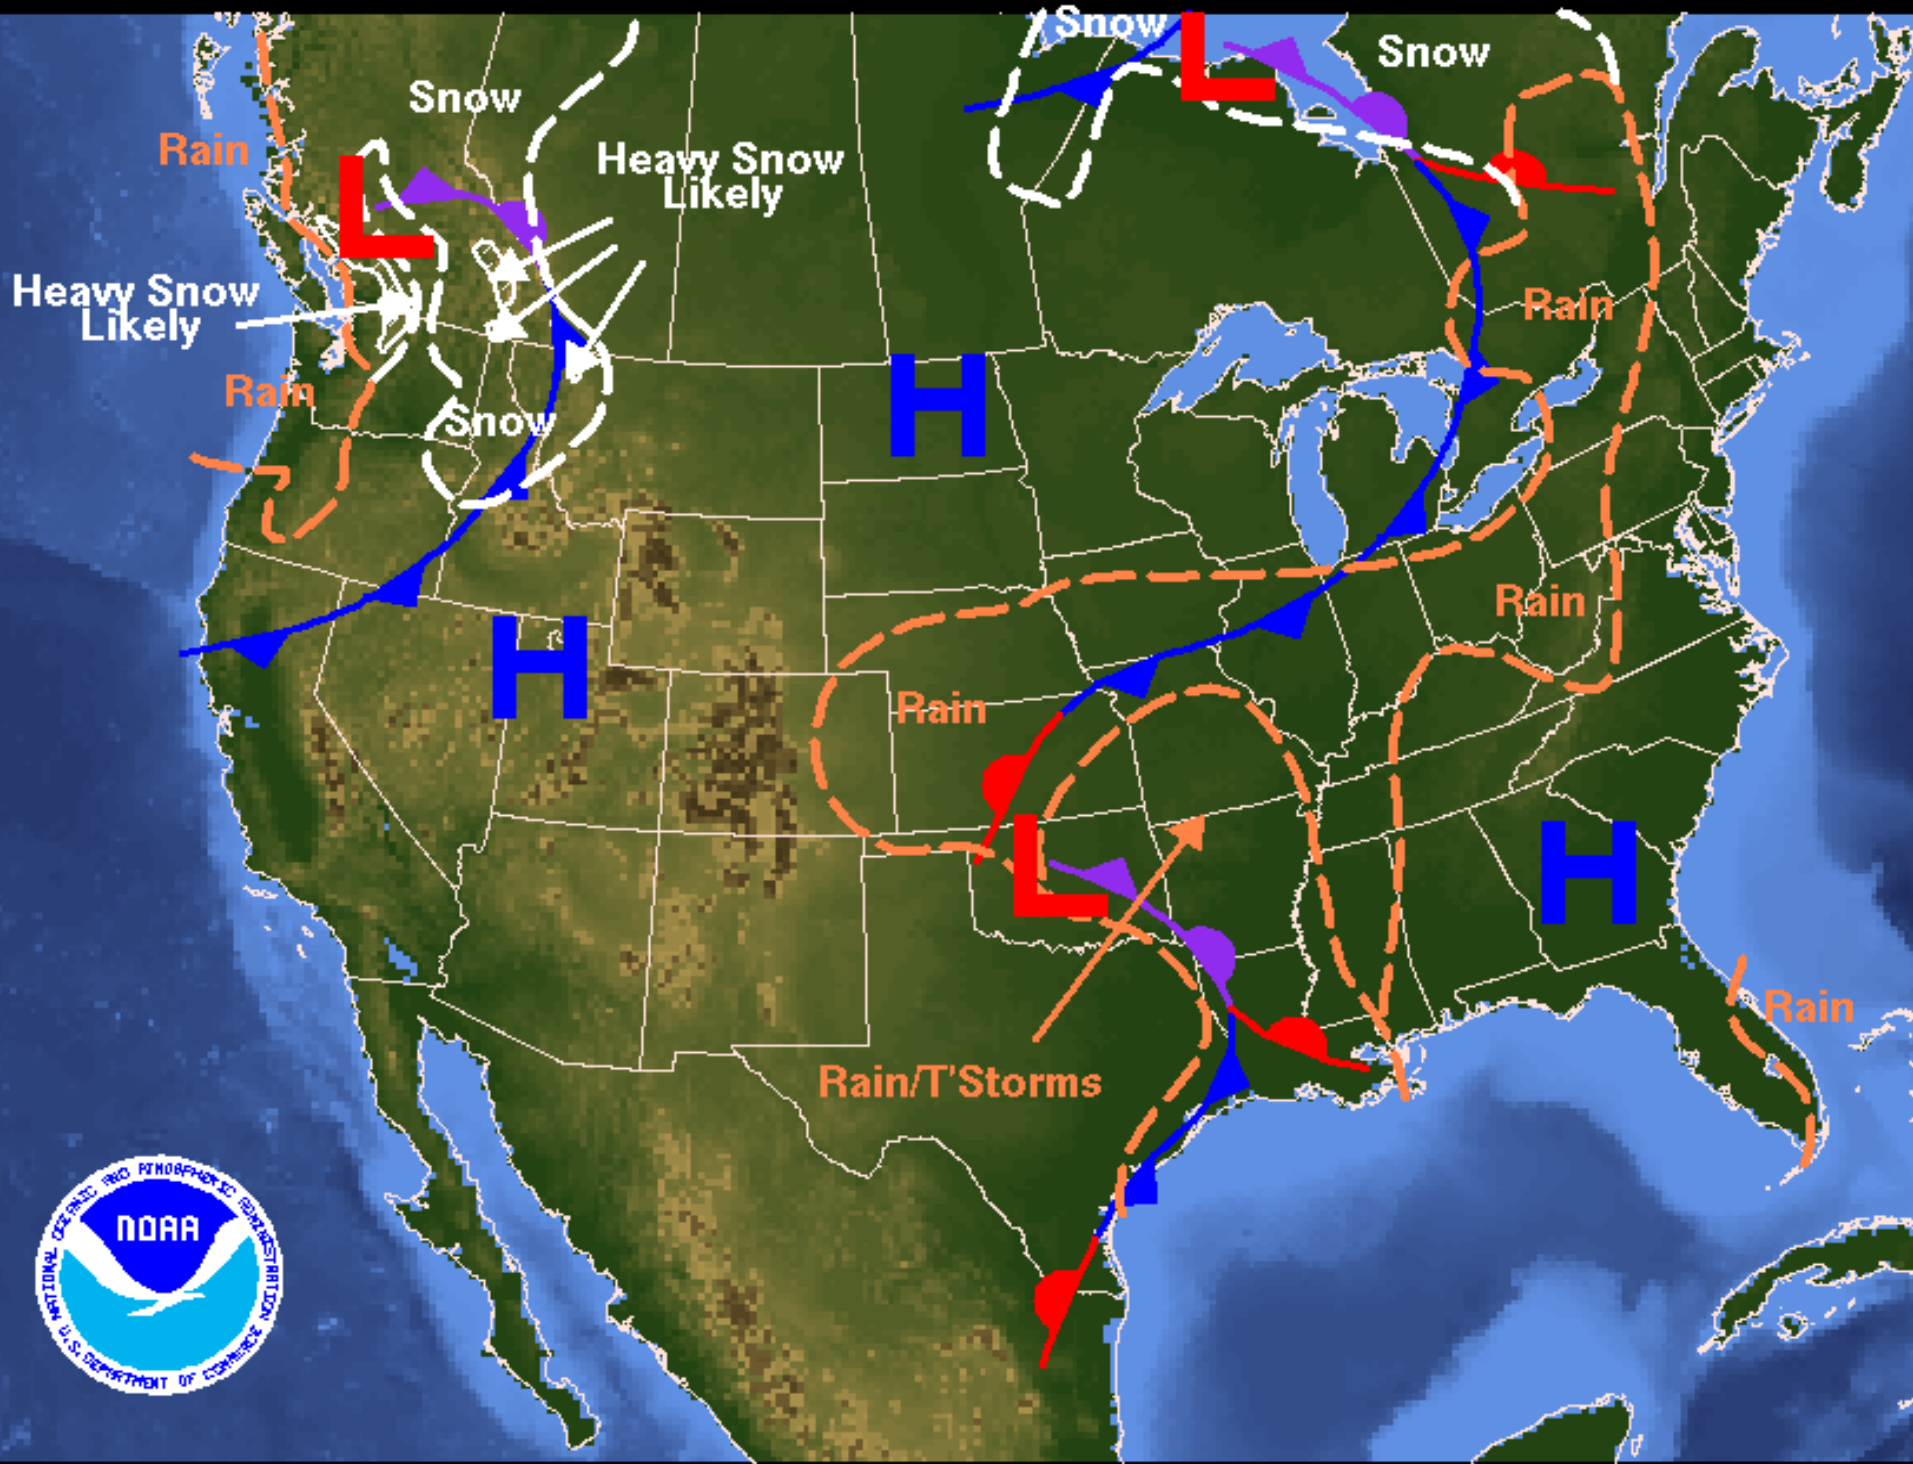 Snow
Snow
Snow
Rain
Heavy Snow
Likely
L
L
Heavy Snow
Likely
Rain
Rain
Snow
H
H
Rain
Rain
L
H
Rain
Rain/T'Storms
NOAA
NATIONAL OCEANIC AND ATMOSPHERIC ADMINISTRATION
U.S. DEPARTMENT OF COMMERCE